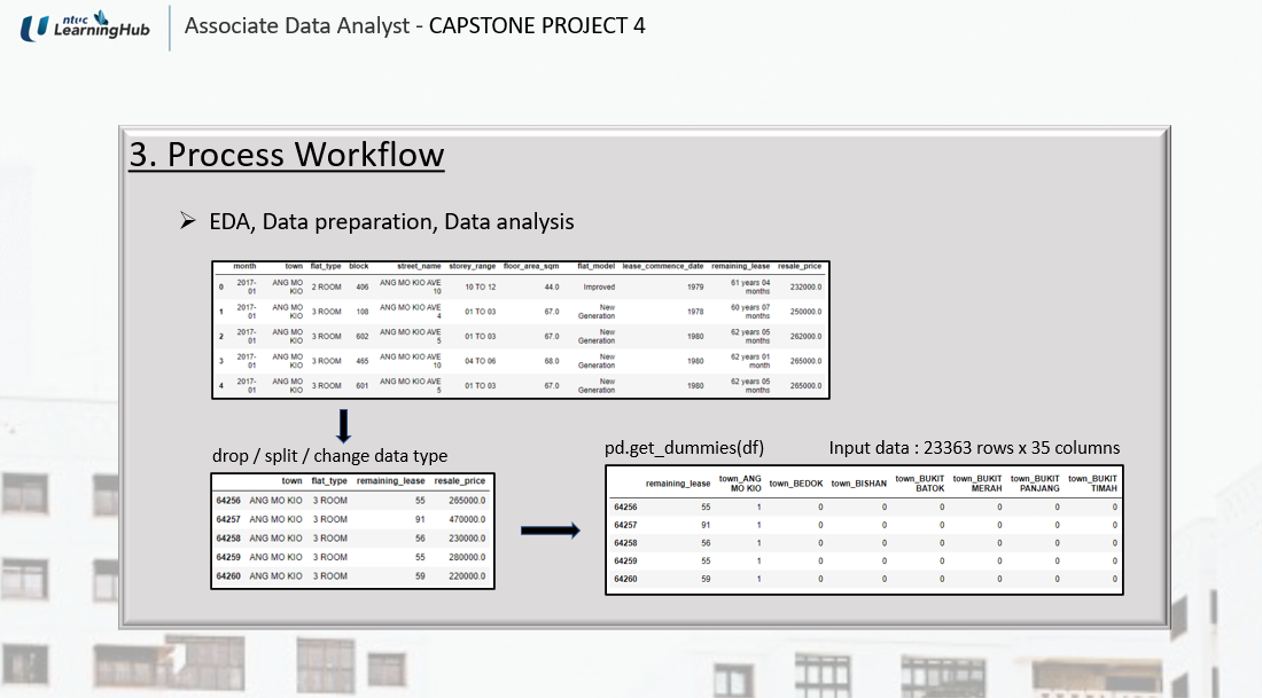 ntuc
LearningHub
Associate Data Analyst - CAPSTONE PROJECT 4
3. Process Workflow
EDA, Data preparation, Data analysis
month town flat_type block street_name storey_range floor_area_sqm flat_model lease_commence_date remaining_lease resale_price
0 2017-01 ANG MO KIO 2 ROOM 406 ANG MO KIO AVE 10 10 TO 12 44.0 Improved 1979 61 years 04 months 232000.0
1 2017-01 ANG MO KIO 3 ROOM 108 ANG MO KIO AVE 4 01 TO 03 67.0 New Generation 1978 60 years 07 months 250000.0
2 2017-01 ANG MO KIO 3 ROOM 602 ANG MO KIO AVE 5 01 TO 03 67.0 New Generation 1980 62 years 05 months 262000.0
3 2017-01 ANG MO KIO 3 ROOM 465 ANG MO KIO AVE 10 04 TO 06 68.0 New Generation 1980 62 years 01 month 265000.0
4 2017-01 ANG MO KIO 3 ROOM 601 ANG MO KIO AVE 5 01 TO 03 67.0 New Generation 1980 62 years 05 months 265000.0
drop / split / change data type
town flat_type remaining_lease resale_price
64256 ANG MO KIO 3 ROOM 55 265000.0
64257 ANG MO KIO 3 ROOM 91 470000.0
64258 ANG MO KIO 3 ROOM 56 230000.0
64259 ANG MO KIO 3 ROOM 55 280000.0
64260 ANG MO KIO 3 ROOM 59 220000.0
pd.get_dummies(df) Input data : 23363 rows x 35 columns
remaining_lease town_ANG MO KIO town_BEDOK town_BISHAN town_BUKIT BATOK town_BUKIT MERAH town_BUKIT PANJANG town_BUKIT TIMAH
64256 55 1 0 0 0 0 0 0
64257 91 1 0 0 0 0 0 0
64258 56 1 0 0 0 0 0 0
64259 55 1 0 0 0 0 0 0
64260 59 1 0 0 0 0 0 0